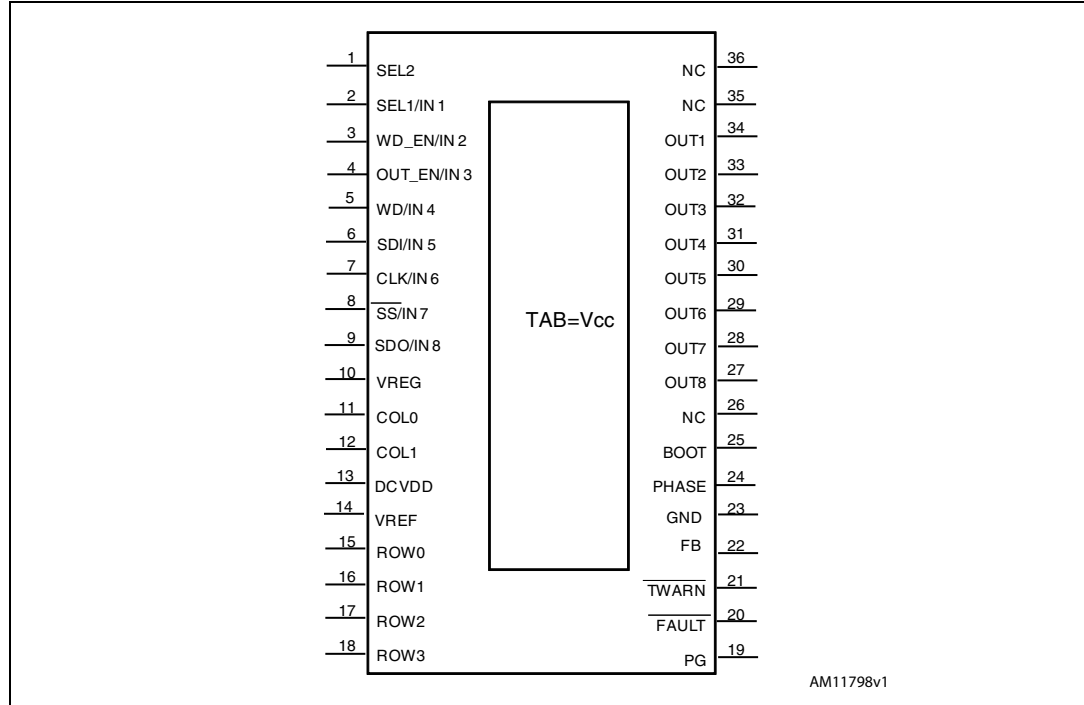 1 SEL2
2 SEL1/IN 1
3 WD_EN/IN 2
4 OUT_EN/IN 3
5 WD/IN 4
6 SDI/IN 5
7 CLK/IN 6
8 SS/IN 7
9 SDO/IN 8
10 VREG
11 COL0
12 COL1
13 DCVDD
14 VREF
15 ROW0
16 ROW1
17 ROW2
18 ROW3
TAB=Vcc
NC 36
NC 35
OUT1 34
OUT2 33
OUT3 32
OUT4 31
OUT5 30
OUT6 29
OUT7 28
OUT8 27
NC 26
BOOT 25
PHASE 24
GND 23
FB 22
TWARN 21
FAULT 20
PG 19
AM11798v1